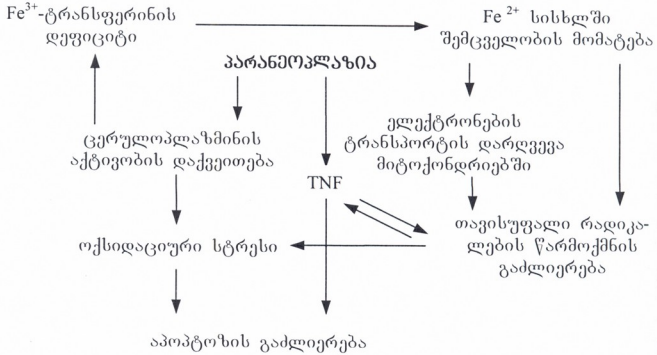 Fe³⁺-ტრანსფერინის
დეფიციტი
Fe ²⁺ სისხლში
შემცველობის მომატება
პარანეოპლაზია
ცერულოპლაზმინის
აქტივობის დაქვეითება
ელექტრონების
ტრანსპორტის დარღვევა
მიტოქონდრიებში
TNF
თავისუფალი რადიკა-
ლების წარმოქმნის
გაძლიერება
ოქსიდაციური სტრესი
აპოპტოზის გაძლიერება